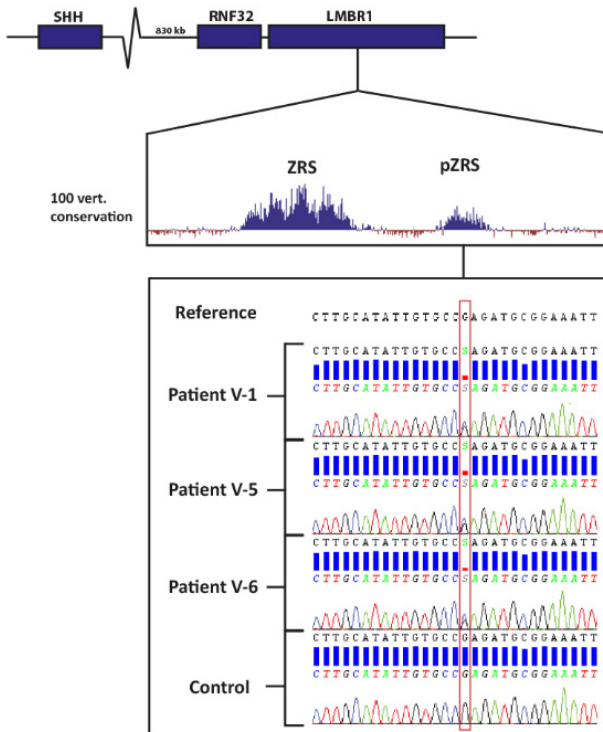 SHH RNF32 LMBR1
830 kb
ZRS pZRS
100 vert.
conservation
Reference
CTTGCATATTGTGCCGAGATGCGGAAATT
CTTGCATATTGTGCCSAGATGCGGAAATT
Patient V-1
CTTGCATATTGTGCCSAGATGCGGAAATT
CTTGCATATTGTGCCSAGATGCGGAAATT
Patient V-5
CTTGCATATTGTGCCSAGATGCGGAAATT
CTTGCATATTGTGCCSAGATGCGGAAATT
Patient V-6
CTTGCATATTGTGCCSAGATGCGGAAATT
CTTGCATATTGTGCCGAGATGCGGAAATT
Control
CTTGCATATTGTGCCGAGATGCGGAAATT